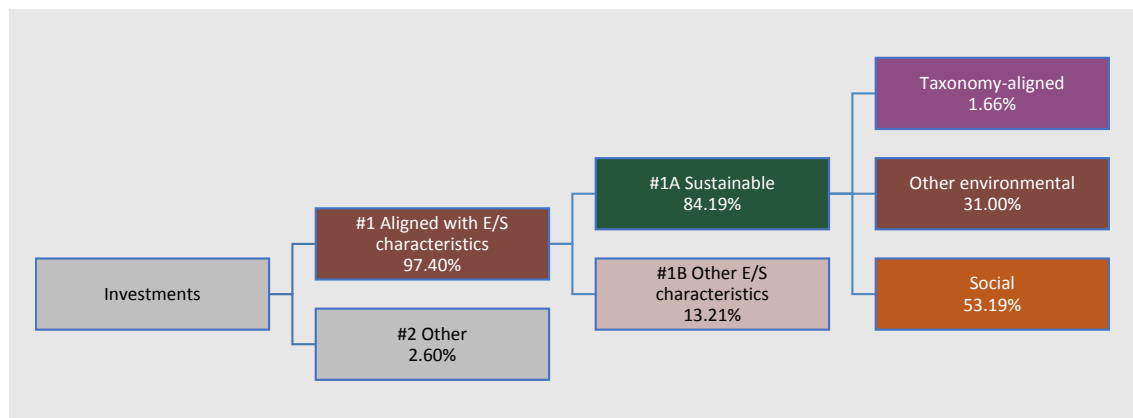 Investments
#1 Aligned with E/S
characteristics
97.40%
#2 Other
2.60%
#1A Sustainable
84.19%
#1B Other E/S
characteristics
13.21%
Taxonomy-aligned
1.66%
Other environmental
31.00%
Social
53.19%